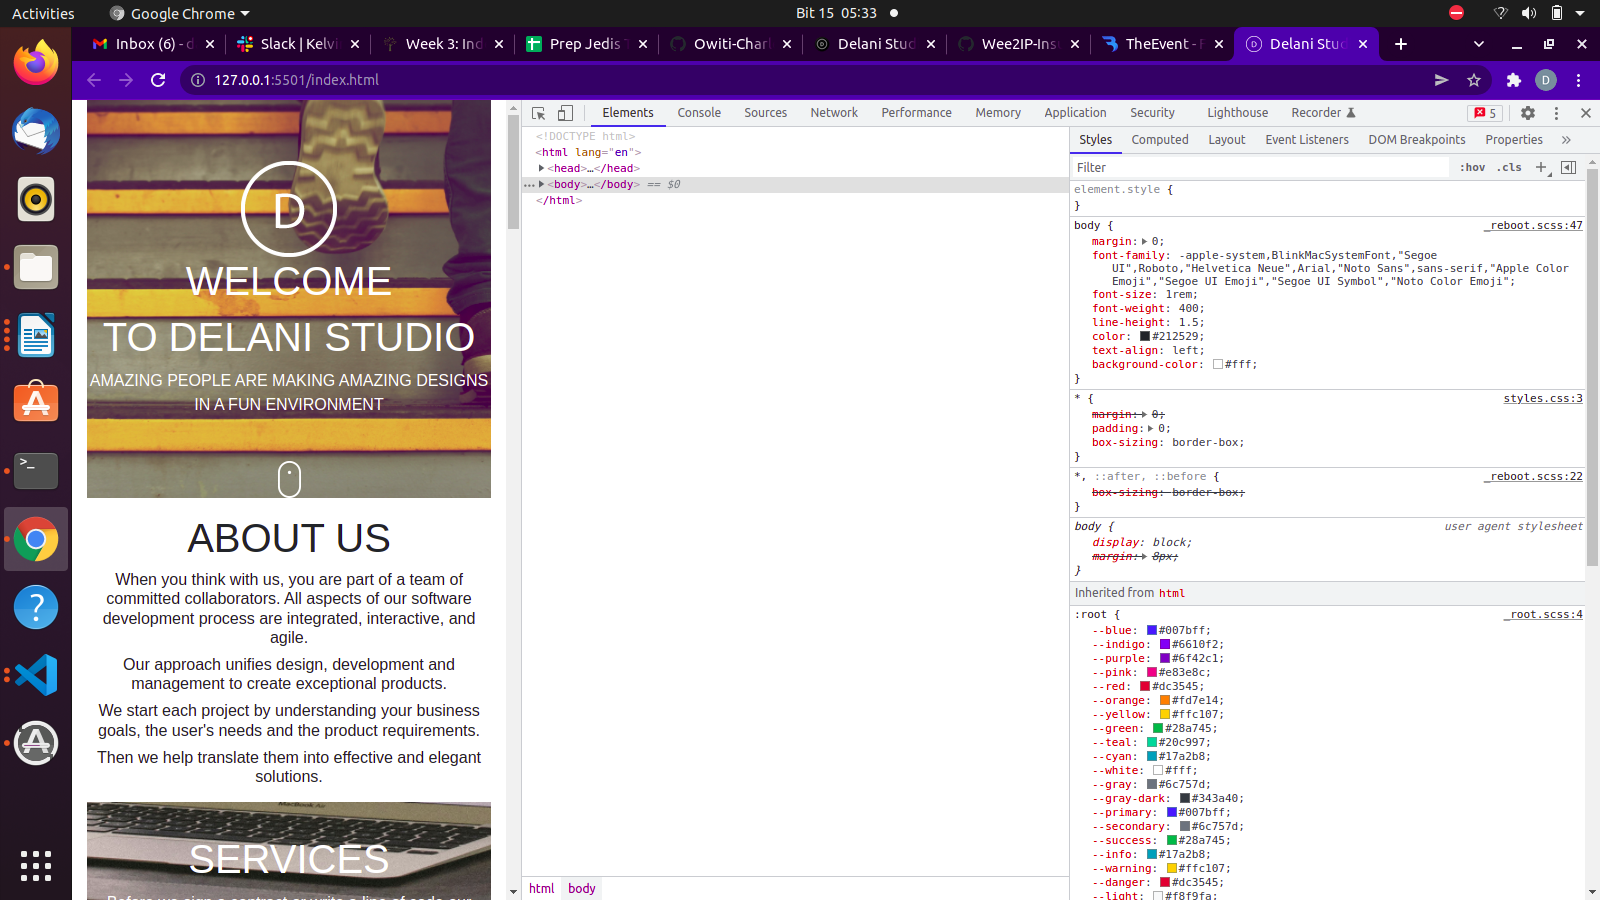 Activities
Google Chrome
Bit 15 05:33
Inbox (6) - d
Slack | Kelvi
Week 3: Ind
Prep Jedis T
Owiti-Charl
Delani Stud
Wee2IP-Ins
TheEvent - F
Delani Stud
127.0.0.1:5501/index.html
D
D
WELCOME
TO DELANI STUDIO
AMAZING PEOPLE ARE MAKING AMAZING DESIGNS
IN A FUN ENVIRONMENT
ABOUT US
When you think with us, you are part of a team of
committed collaborators. All aspects of our software
development process are integrated, interactive, and
agile.
Our approach unifies design, development and
management to create exceptional products.
We start each project by understanding your business
goals, the user's needs and the product requirements.
Then we help translate them into effective and elegant
solutions.
MacBook Air
SERVICES
Before we sign a contract or write a line of code our
Elements Console Sources Network Performance Memory Application Security Lighthouse Recorder 5
<!DOCTYPE html>
<html lang="en">
<head>…</head>
<body>…</body> == $0
</html>
html body
Styles Computed Layout Event Listeners DOM Breakpoints Properties
Filter :hov .cls
element.style {
}
body { _reboot.scss:47
margin: 0;
font-family: -apple-system,BlinkMacSystemFont,"Segoe
UI",Roboto,"Helvetica Neue",Arial,"Noto Sans",sans-serif,"Apple Color
Emoji","Segoe UI Emoji","Segoe UI Symbol","Noto Color Emoji";
font-size: 1rem;
font-weight: 400;
line-height: 1.5;
color: #212529;
text-align: left;
background-color: #fff;
}
* { styles.css:3
margin: 0;
padding: 0;
box-sizing: border-box;
}
*, ::after, ::before { _reboot.scss:22
box-sizing: border-box;
}
body { user agent stylesheet
display: block;
margin: 8px;
}
Inherited from html
:root { _root.scss:4
--blue: #007bff;
--indigo: #6610f2;
--purple: #6f42c1;
--pink: #e83e8c;
--red: #dc3545;
--orange: #fd7e14;
--yellow: #ffc107;
--green: #28a745;
--teal: #20c997;
--cyan: #17a2b8;
--white: #fff;
--gray: #6c757d;
--gray-dark: #343a40;
--primary: #007bff;
--secondary: #6c757d;
--success: #28a745;
--info: #17a2b8;
--warning: #ffc107;
--danger: #dc3545;
--light: #f8f9fa;